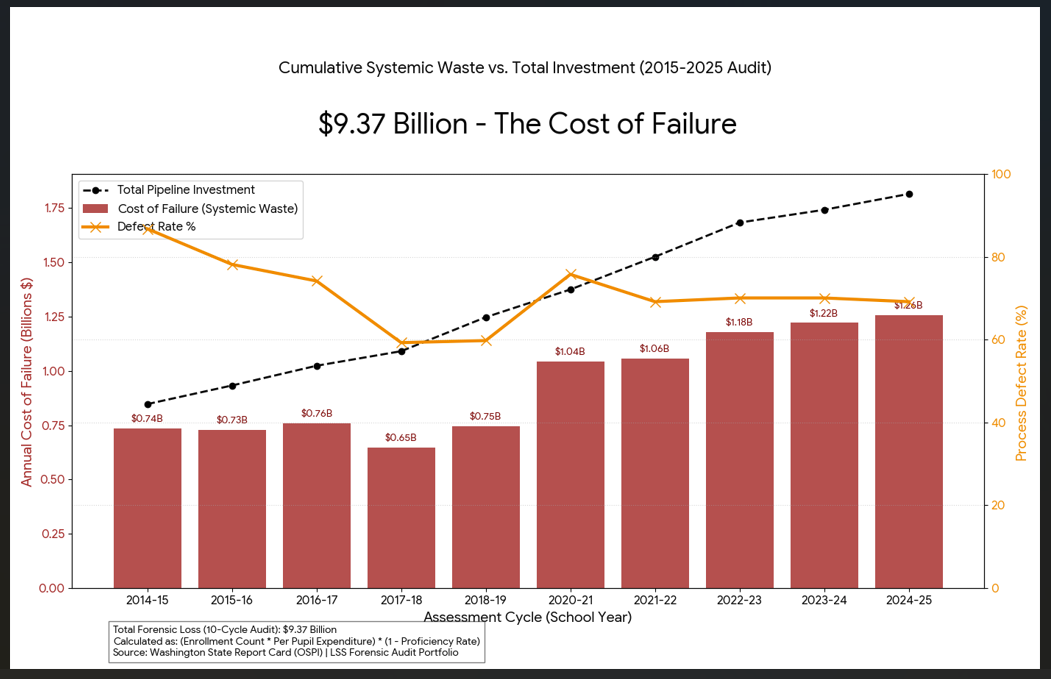 Cumulative Systemic Waste vs. Total Investment (2015-2025 Audit)
$9.37 Billion - The Cost of Failure
Total Pipeline Investment
Cost of Failure (Systemic Waste)
Defect Rate %
Annual Cost of Failure (Billions $)
1.75
1.50
1.25
1.00
0.75
0.50
0.25
0.00
$0.74B
$0.73B
$0.76B
$0.65B
$0.75B
$1.04B
$1.06B
$1.18B
$1.22B
$1.26B
100
80
60
40
20
0
Process Defect Rate (%)
2014-15
2015-16
2016-17
2017-18
2018-19
2020-21
2021-22
2022-23
2023-24
2024-25
Assessment Cycle (School Year)
Total Forensic Loss (10-Cycle Audit): $9.37 Billion
Calculated as: (Enrollment Count * Per Pupil Expenditure) * (1 - Proficiency Rate)
Source: Washington State Report Card (OSPI) | LSS Forensic Audit Portfolio